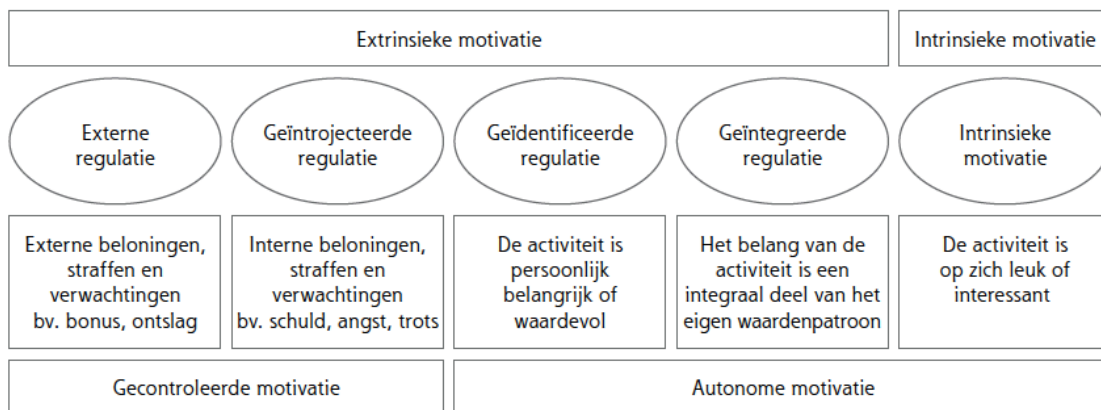 Extrinsieke motivatie
Intrinsieke motivatie
Externe
regulatie
Geïntrojecteerde
regulatie
Geïdentificeerde
regulatie
Geïntegreerde
regulatie
Intrinsieke
motivatie
Externe beloningen,
straffen en
verwachtingen
bv. bonus, ontslag
Interne beloningen,
straffen en
verwachtingen
bv. schuld, angst, trots
De activiteit is
persoonlijk
belangrijk of
waardevol
Het belang van de
activiteit is een
integraal deel van het
eigen waardenpatroon
De activiteit is
op zich leuk of
interessant
Gecontroleerde motivatie
Autonome motivatie